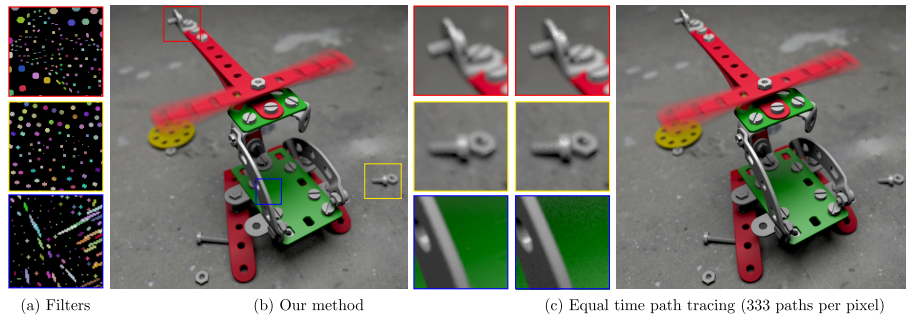 (a) Filters
(b) Our method
(c) Equal time path tracing (333 paths per pixel)